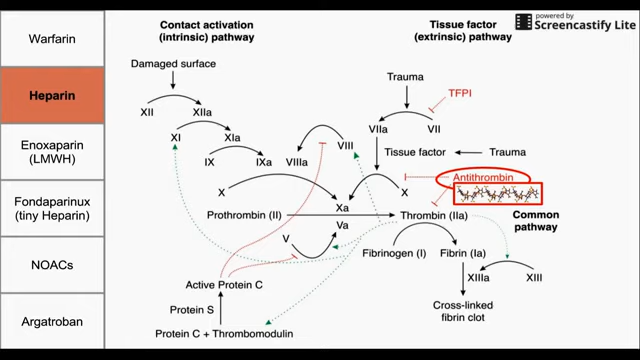 powered by
Screencastify Lite
Warfarin
Heparin
Enoxaparin
(LMWH)
Fondaparinux
(tiny Heparin)
NOACs
Argatroban
Contact activation
(intrinsic) pathway
Tissue factor
(extrinsic) pathway
Damaged surface
Trauma
TFPI
XII
XIIa
VIIa
VII
XI
XIa
VIII
Tissue factor
Trauma
IX
IXa
VIIIa
Antithrombin
X
Xa
X
Prothrombin (II)
Thrombin (IIa)
Common
pathway
Va
V
Fibrinogen (I)
Fibrin (Ia)
XIIIa
XIII
Active Protein C
Protein S
Cross-linked
fibrin clot
Protein C + Thrombomodulin